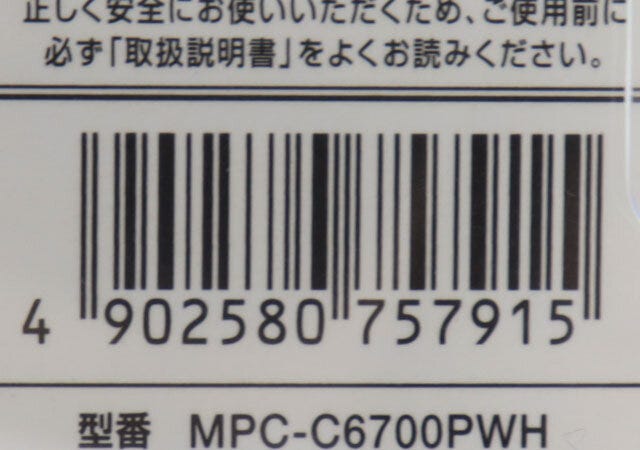 正しく安全にお使いいただくため、ご使用前に
必ず「取扱説明書」をよくお読みください。
4 902580 757915
型番 MPC-C6700PWH